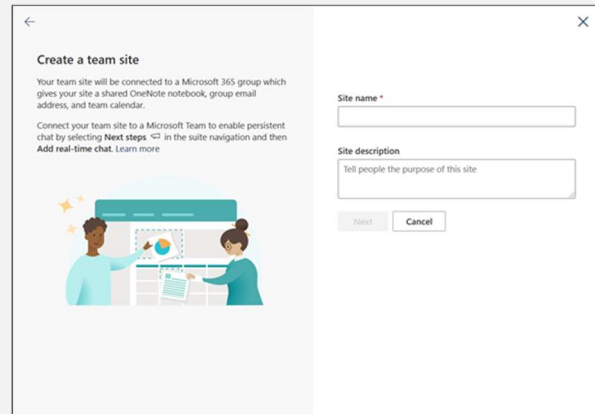 Create a team site
Your team site will be connected to a Microsoft 365 group which
gives your site a shared OneNote notebook, group email
address, and team calendar.
Connect your team site to a Microsoft Team to enable persistent
chat by selecting Next steps in the suite navigation and then
Add real-time chat. Learn more
Site name *
Site description
Tell people the purpose of this site
Next Cancel